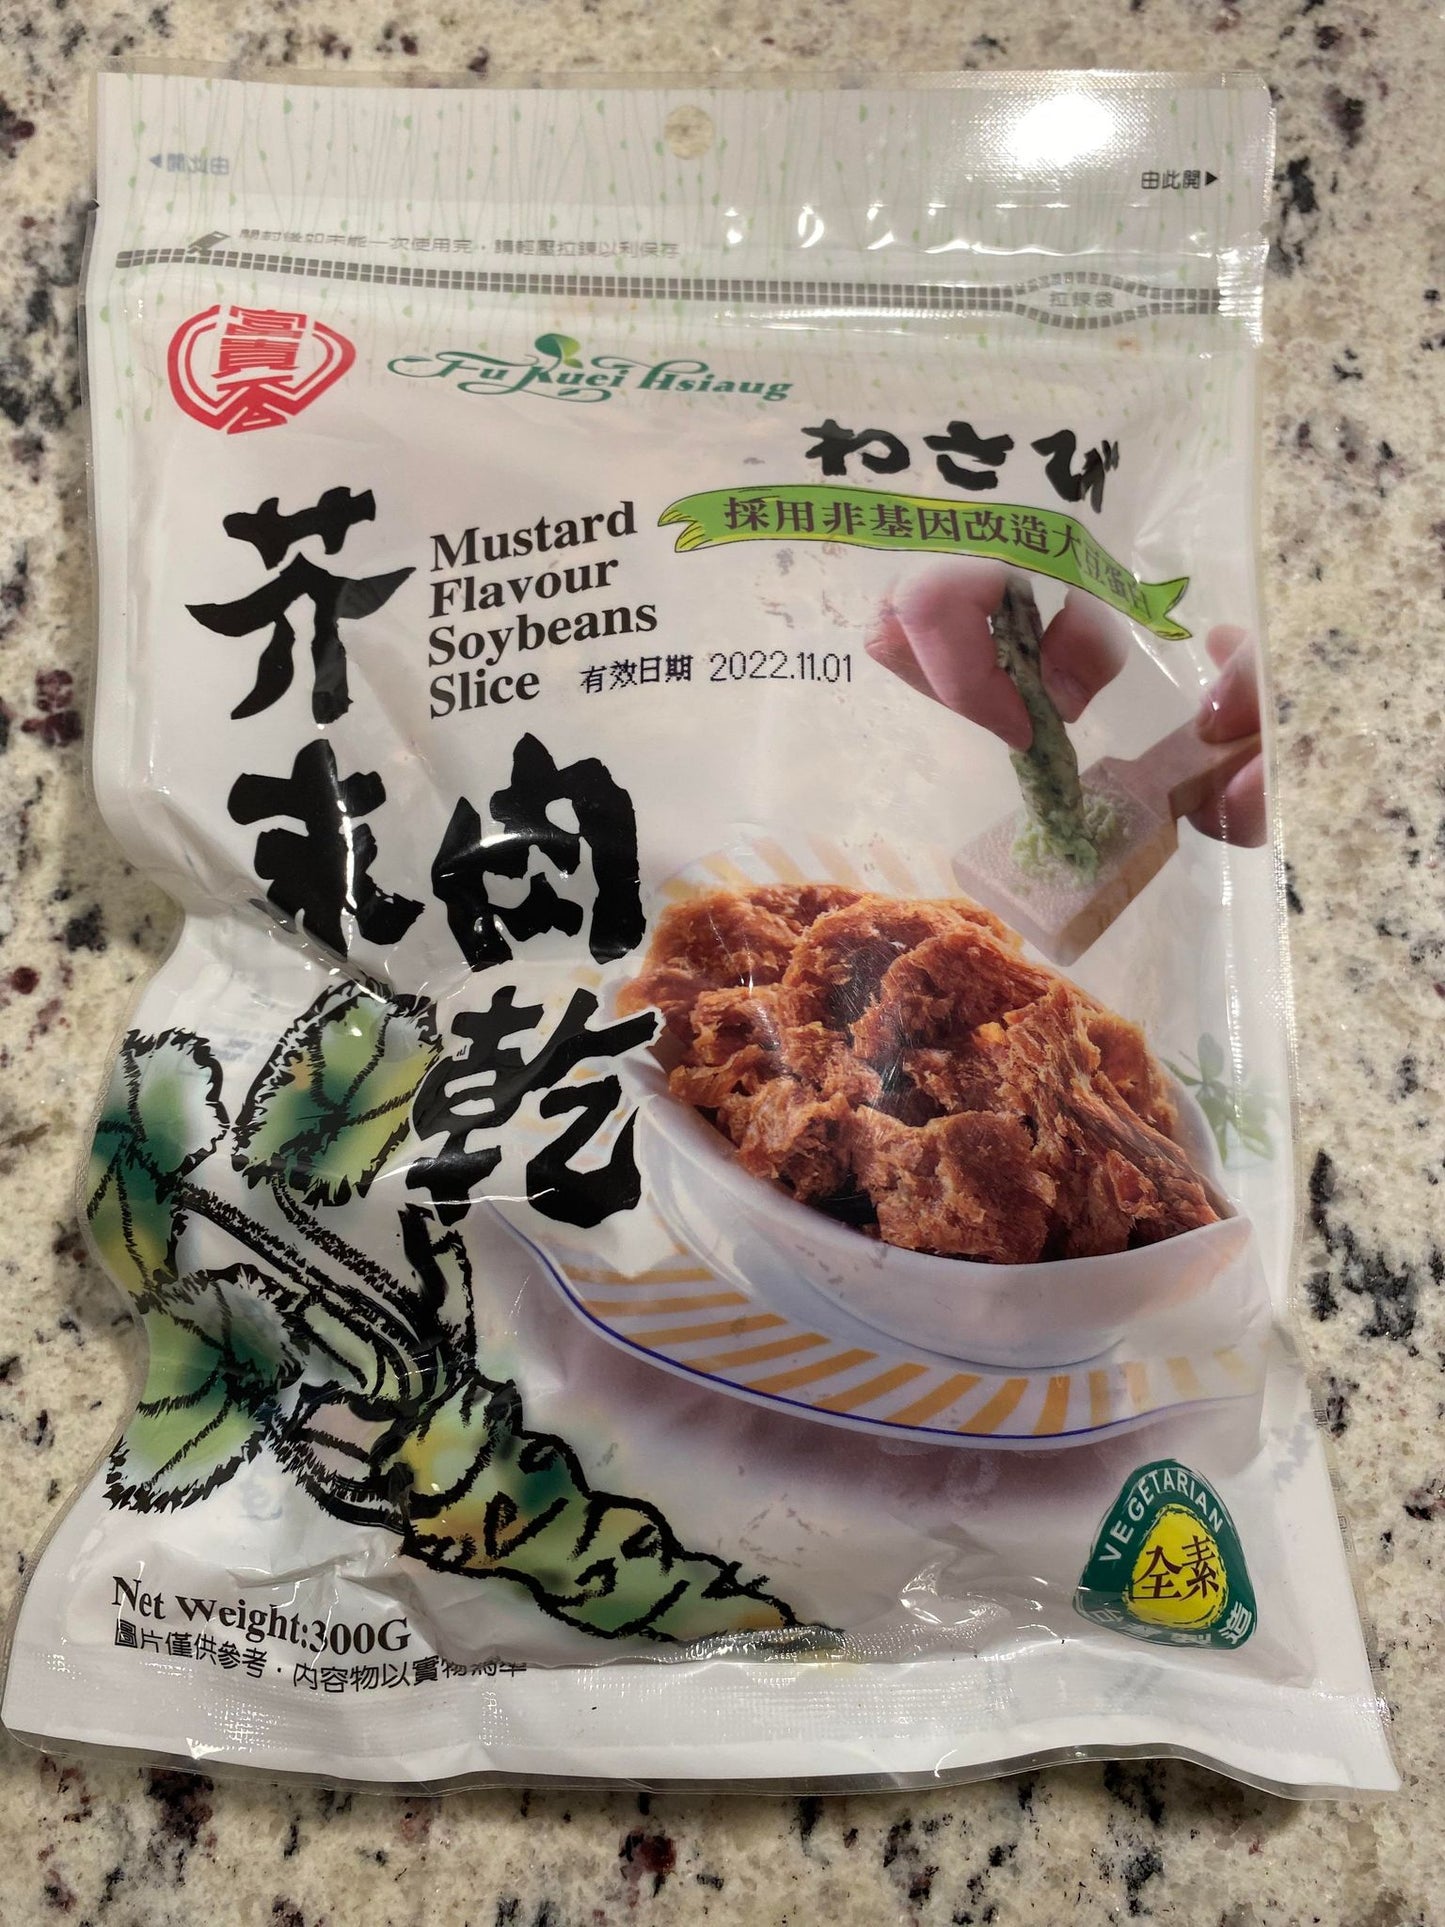 由此開
由此開
開封後如未能一次使用完，請輕壓拉鍊以利保存
拉鍊袋
富貴香
Fu Kuei Hsiaug
わさび
採用非基因改造大豆蛋白
芥末
肉乾
Mustard
Flavour
Soybeans
Slice
有效日期 2022.11.01
VEGETARIAN
全素
Net Weight:300G
圖片僅供參考，內容物以實物為準